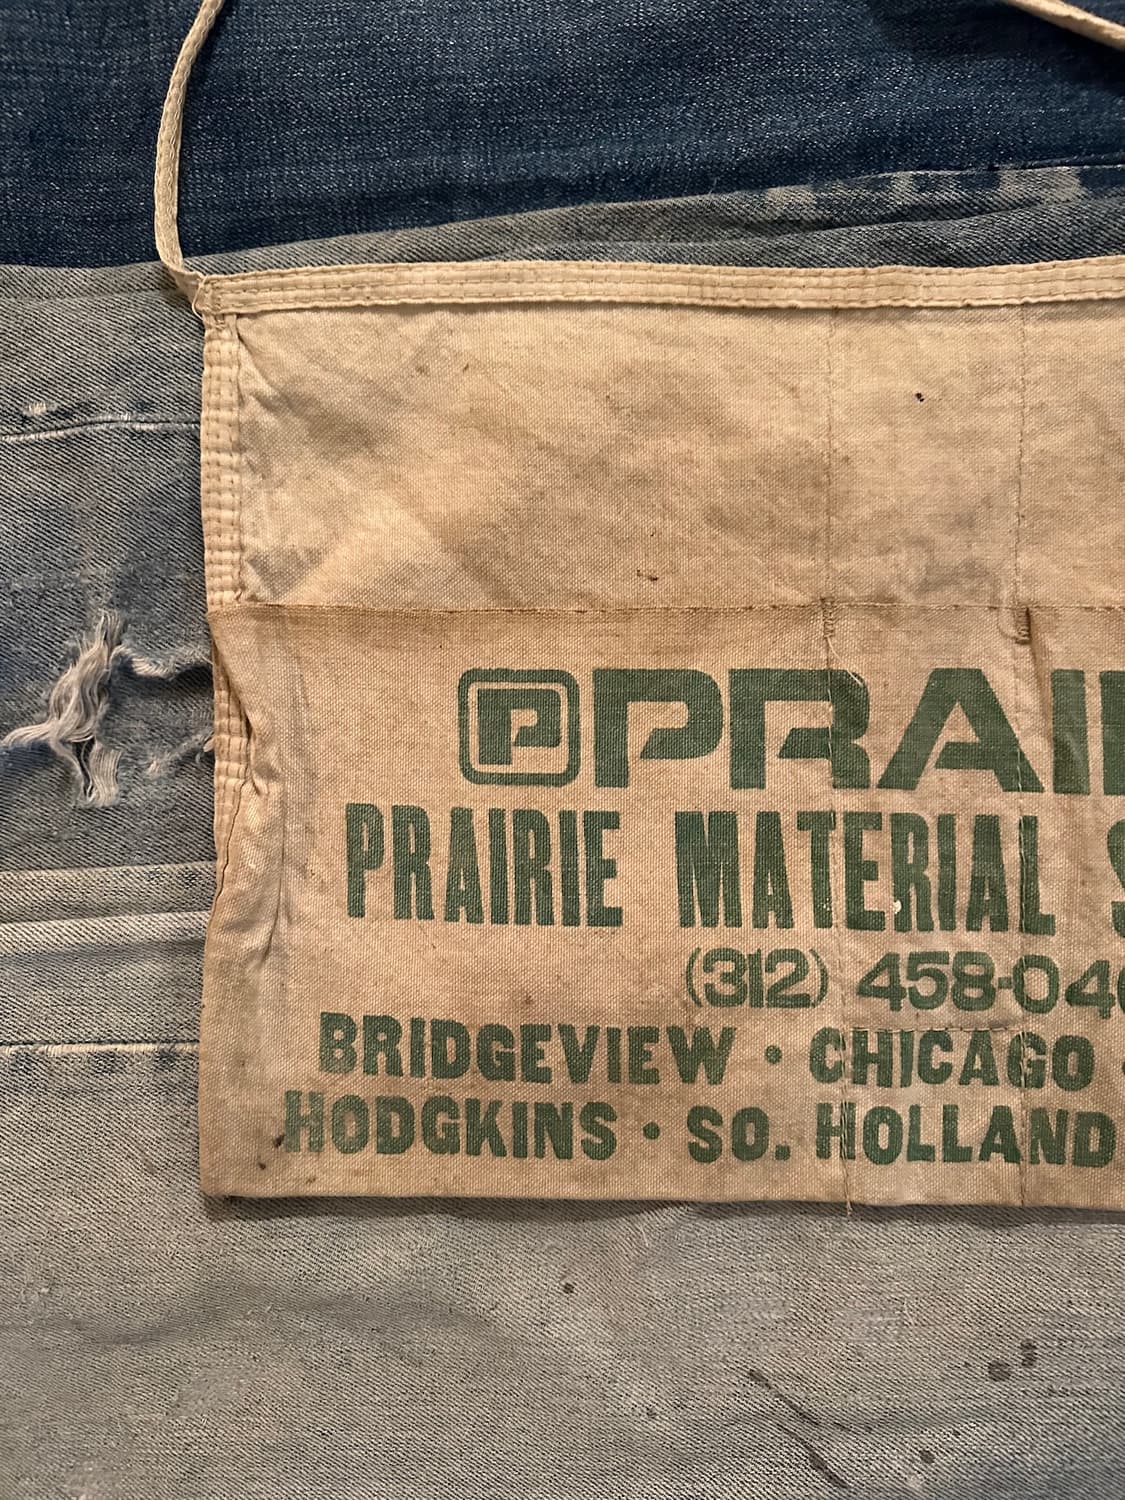 P PRAI
PRAIRIE MATERIAL S
(312) 458-04
BRIDGEVIEW • CHICAGO •
HODGKINS • SO. HOLLAND